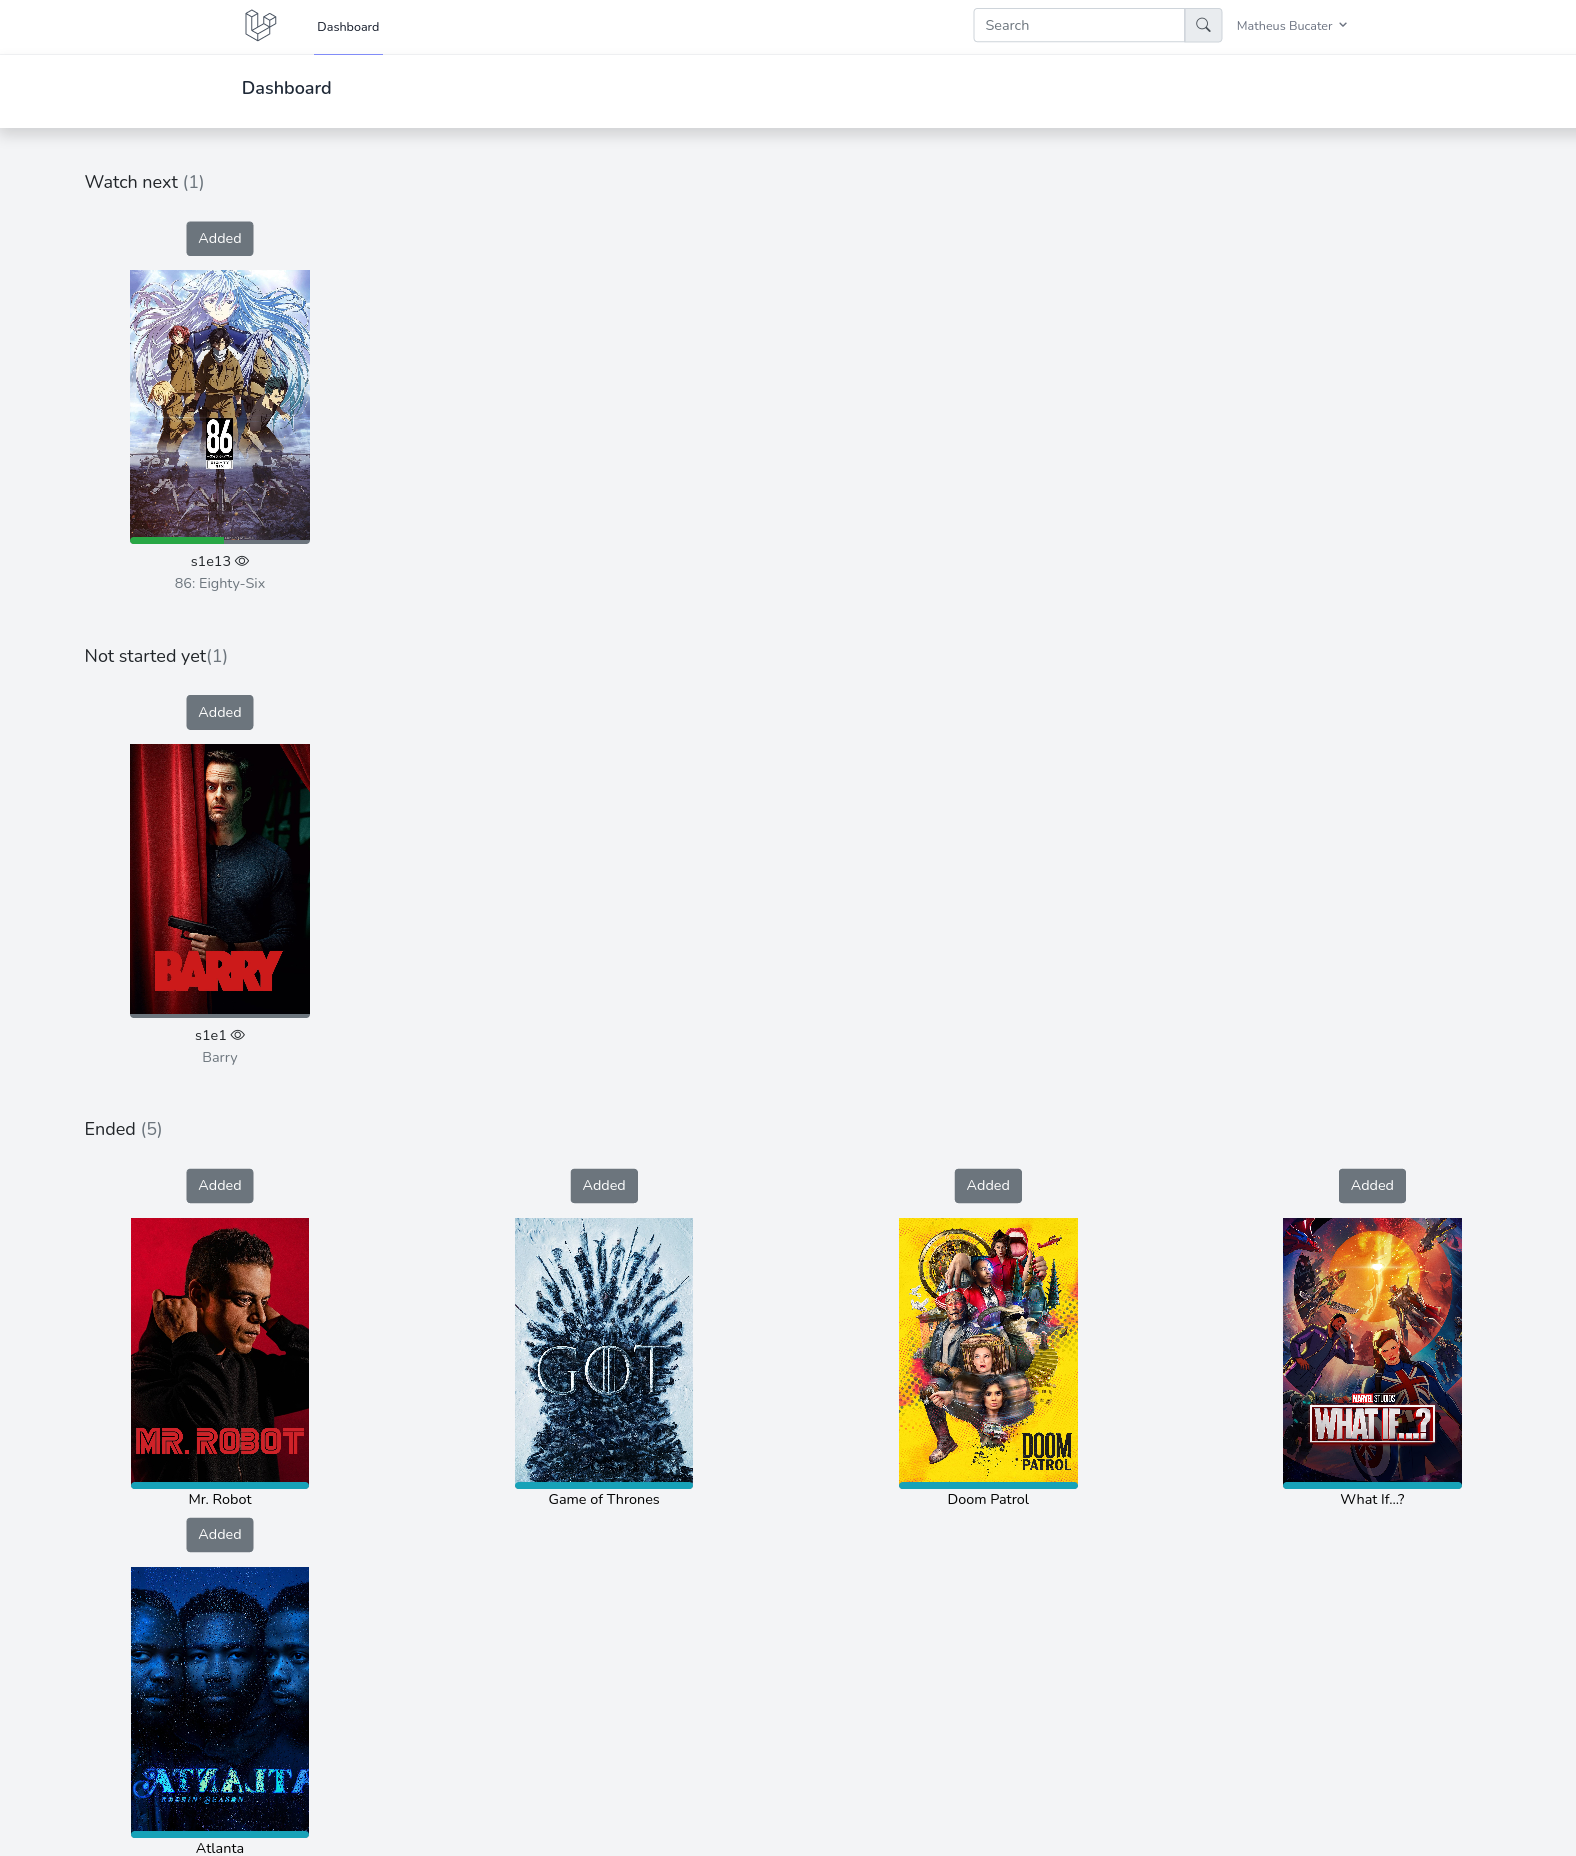 Dashboard
Search
Matheus Bucater
Dashboard
Watch next (1)
Added
86
s1e13
86: Eighty-Six
Not started yet(1)
Added
BARRY
s1e1
Barry
Ended (5)
Added
Added
Added
Added
MR. ROBOT
GOT
DOOM
PATROL
MARVEL STUDIOS
WHAT IF...?
Mr. Robot
Game of Thrones
Doom Patrol
What If...?
Added
ATLANTA
ROBBIN' SEASON
Atlanta